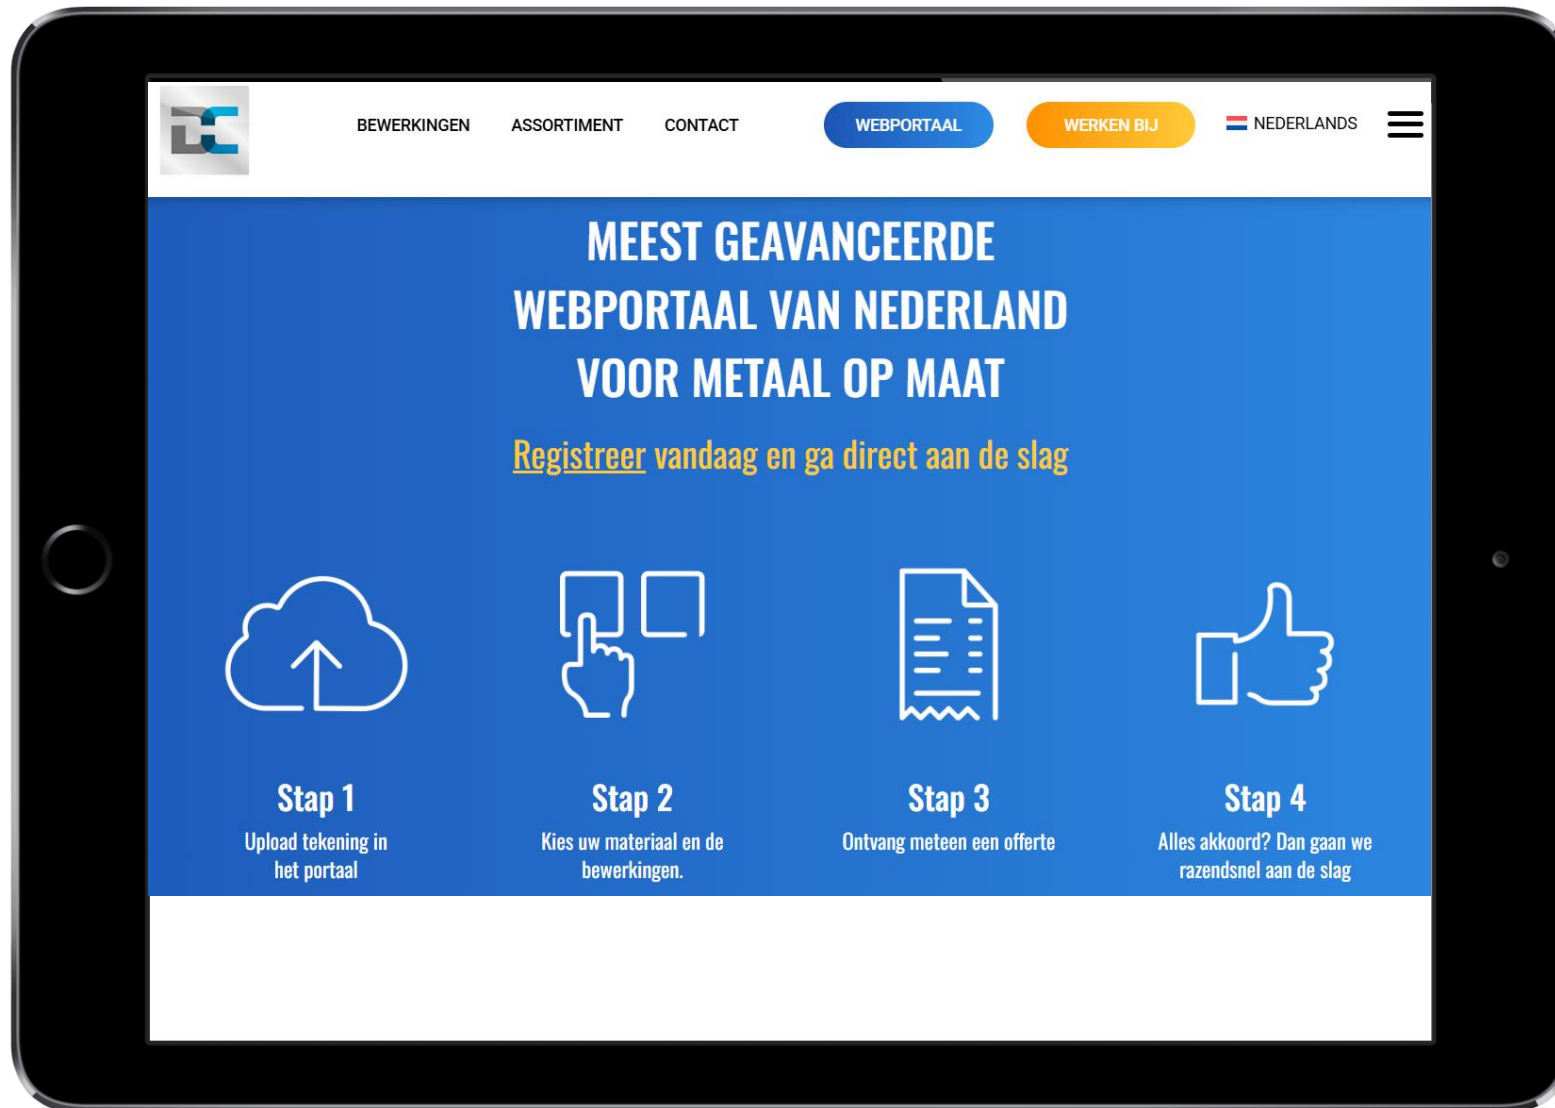 DC
BEWERKINGEN ASSORTIMENT CONTACT WEBPORTAAL WERKEN BIJ NEDERLANDS
MEEST GEAVANCEERDE
WEBPORTAAL VAN NEDERLAND
VOOR METAAL OP MAAT
Registreer vandaag en ga direct aan de slag
Stap 1
Upload tekening in
het portaal
Stap 2
Kies uw materiaal en de
bewerkingen.
Stap 3
Ontvang meteen een offerte
Stap 4
Alles akkoord? Dan gaan we
razendsnel aan de slag